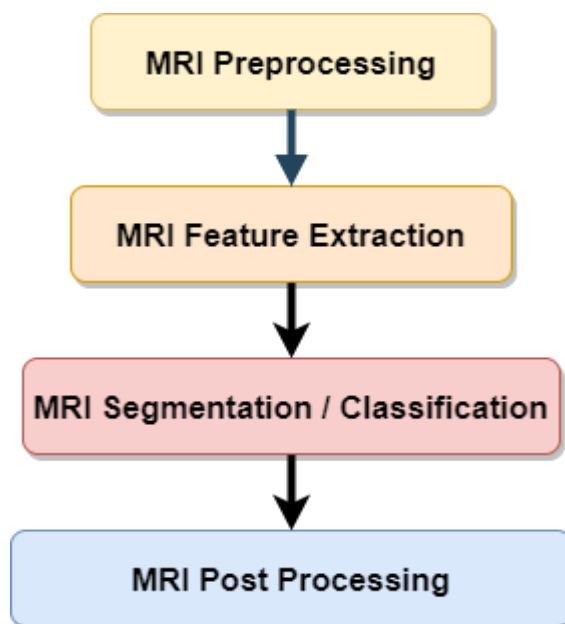 MRI Preprocessing
MRI Feature Extraction
MRI Segmentation / Classification
MRI Post Processing